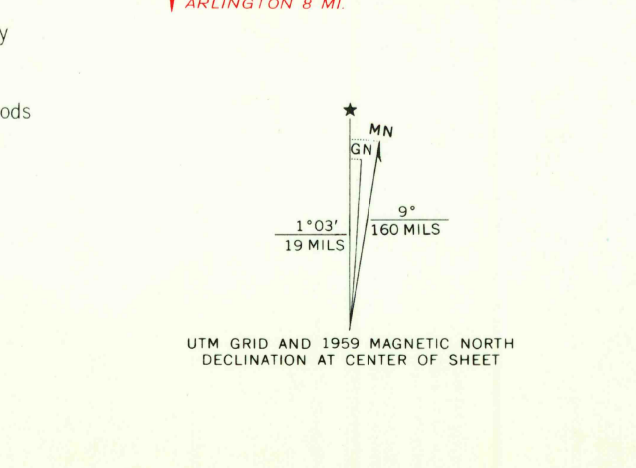 ARLINGTON 8 MI.
y
ods
★
MN
GN
1°03′
19 MILS
9°
160 MILS
UTM GRID AND 1959 MAGNETIC NORTH
DECLINATION AT CENTER OF SHEET